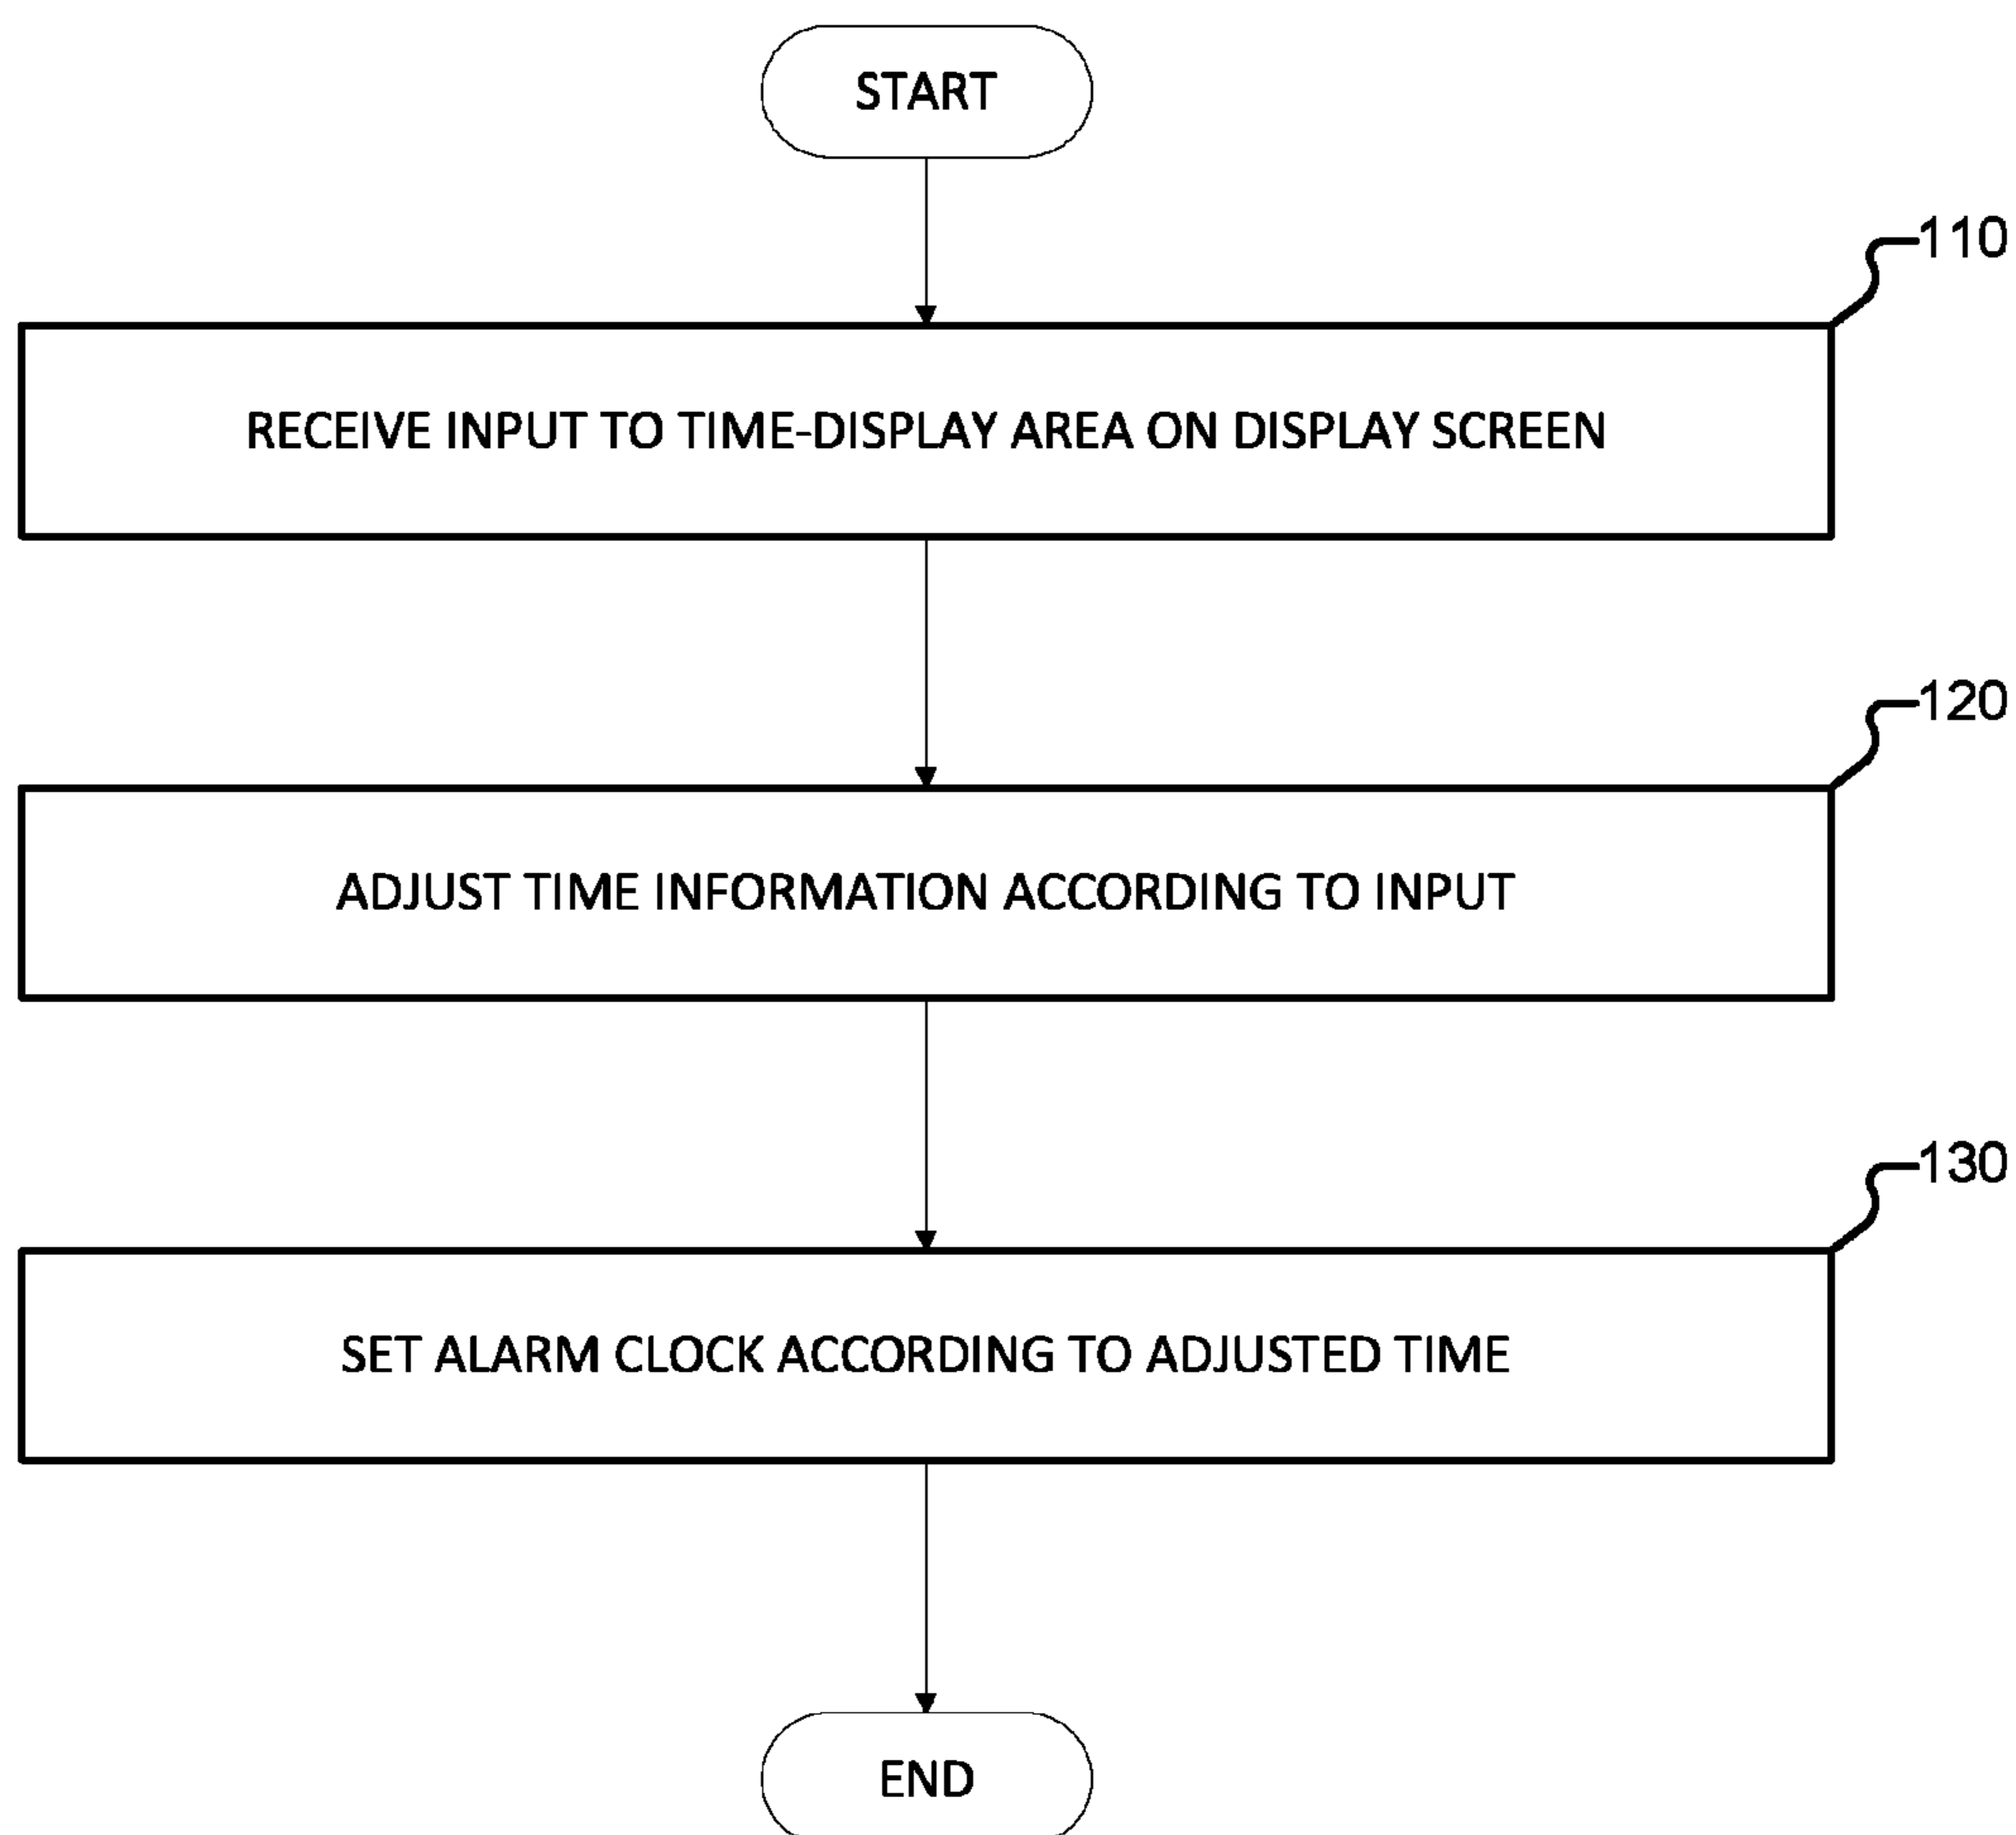 START
110
RECEIVE INPUT TO TIME-DISPLAY AREA ON DISPLAY SCREEN
120
ADJUST TIME INFORMATION ACCORDING TO INPUT
130
SET ALARM CLOCK ACCORDING TO ADJUSTED TIME
END